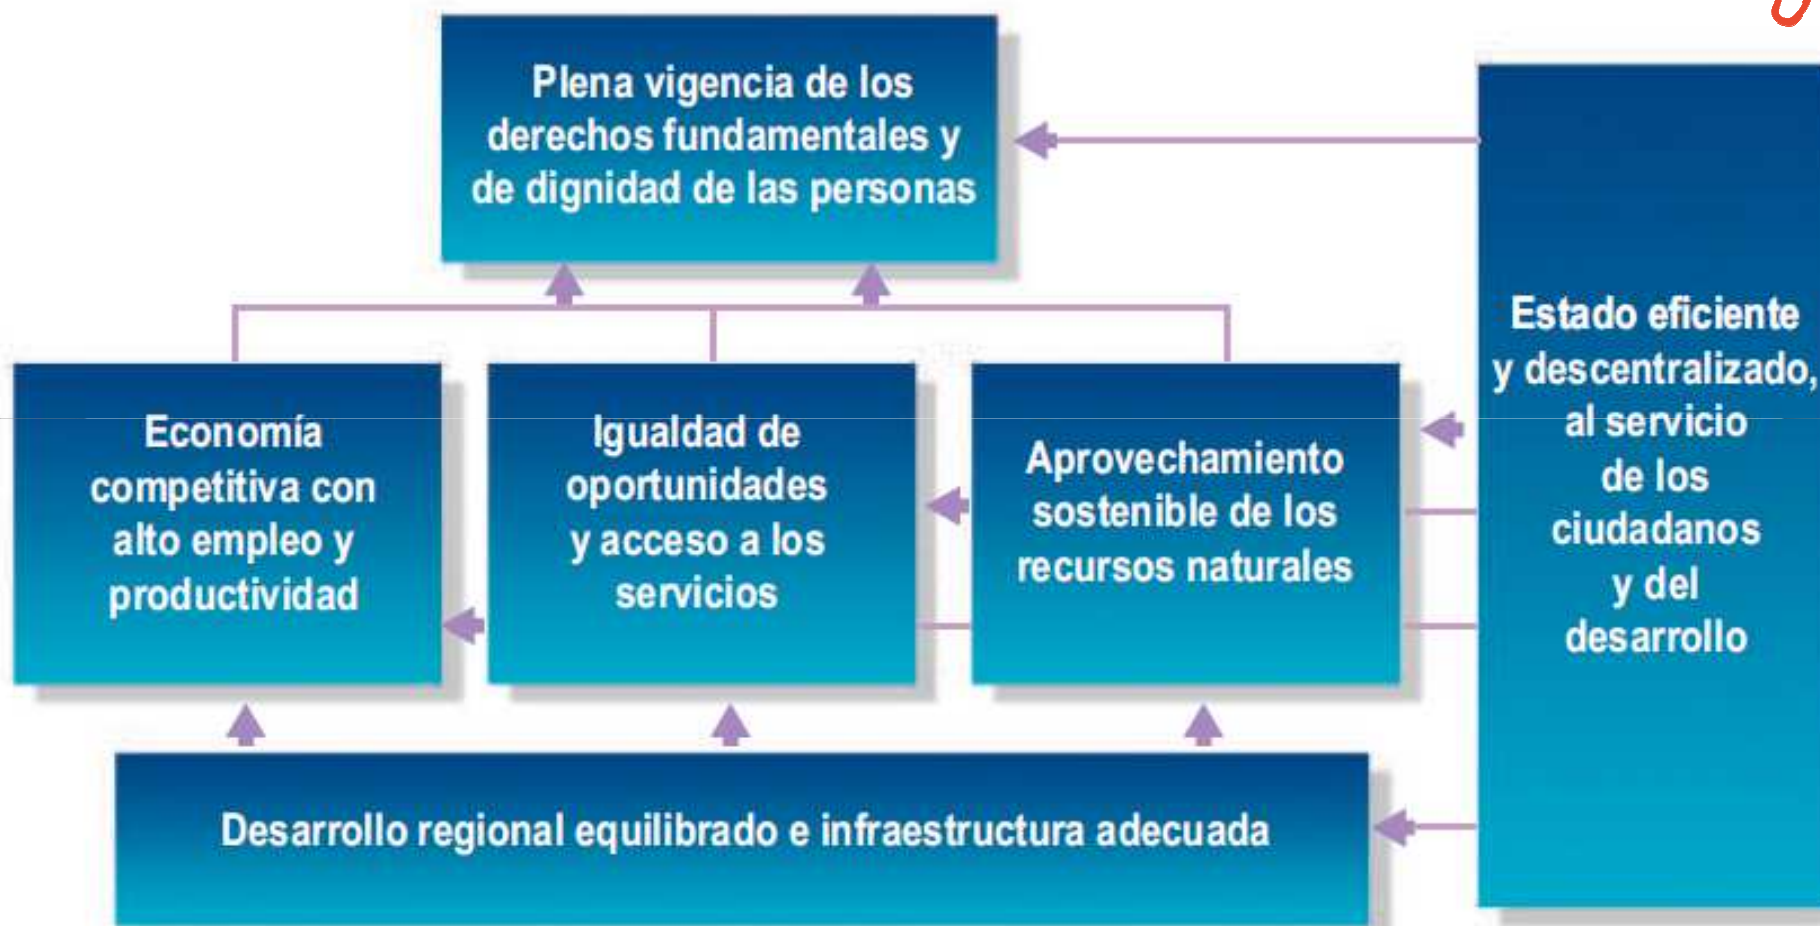 Plena vigencia de los
derechos fundamentales y
de dignidad de las personas
Economía
competitiva con
alto empleo y
productividad
Igualdad de
oportunidades
y acceso a los
servicios
Aprovechamiento
sostenible de los
recursos naturales
Estado eficiente
y descentralizado,
al servicio
de los
ciudadanos
y del
desarrollo
Desarrollo regional equilibrado e infraestructura adecuada